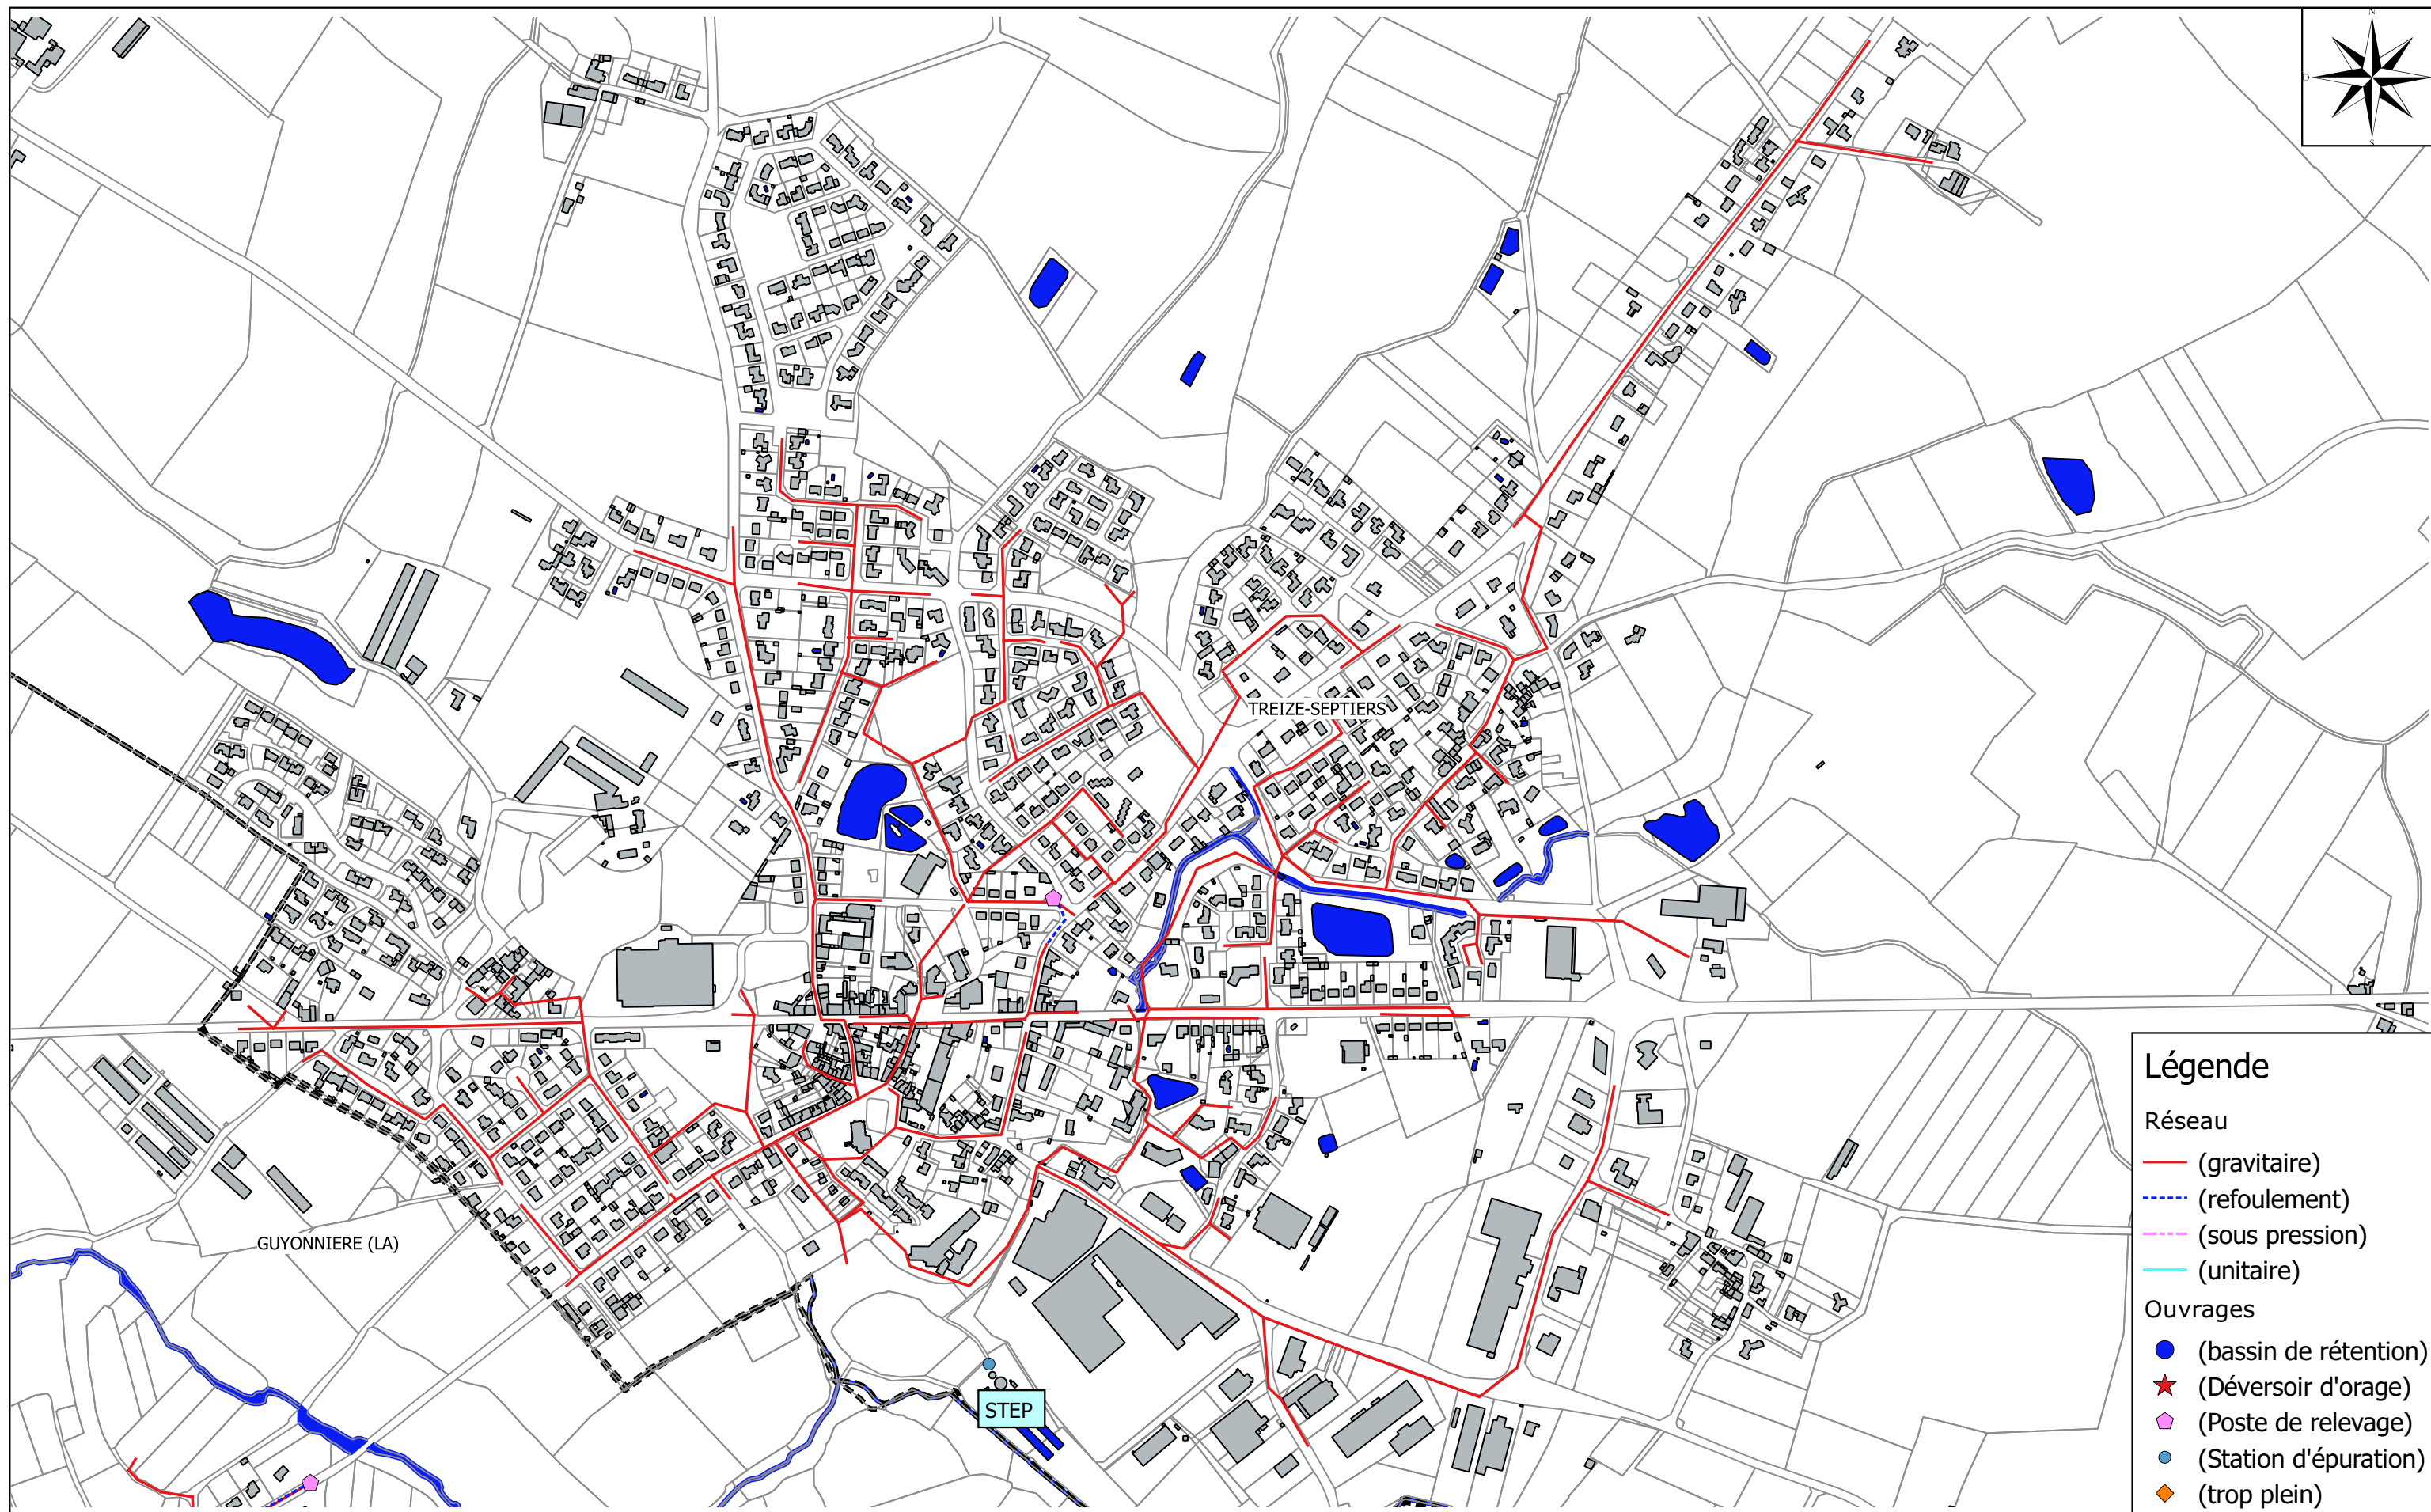 N
O
S
TREIZE-SEPTIERS
GUYONNIERE (LA)
STEP
Légende
Réseau
(gravitaire)
(refoulement)
(sous pression)
(unitaire)
Ouvrages
(bassin de rétention)
(Déversoir d'orage)
(Poste de relevage)
(Station d'épuration)
(trop plein)